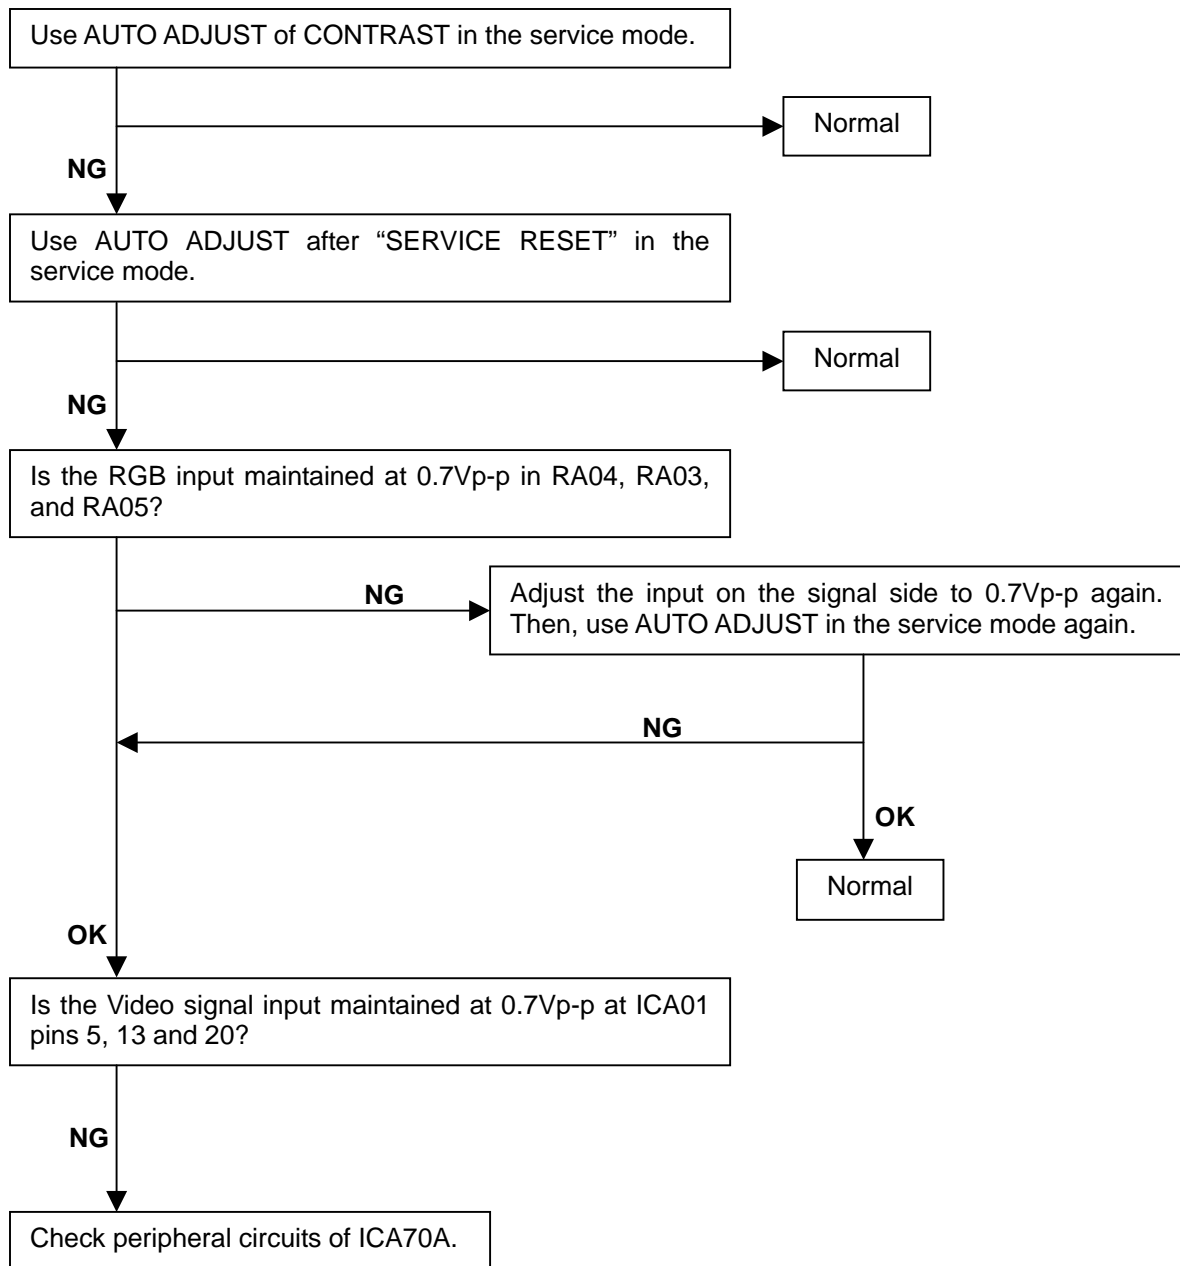 Use AUTO ADJUST of CONTRAST in the service mode.
Normal
NG
Use AUTO ADJUST after “SERVICE RESET” in the
service mode.
Normal
NG
Is the RGB input maintained at 0.7Vp-p in RA04, RA03,
and RA05?
NG
Adjust the input on the signal side to 0.7Vp-p again.
Then, use AUTO ADJUST in the service mode again.
NG
OK
Normal
OK
Is the Video signal input maintained at 0.7Vp-p at ICA01
pins 5, 13 and 20?
NG
Check peripheral circuits of ICA70A.